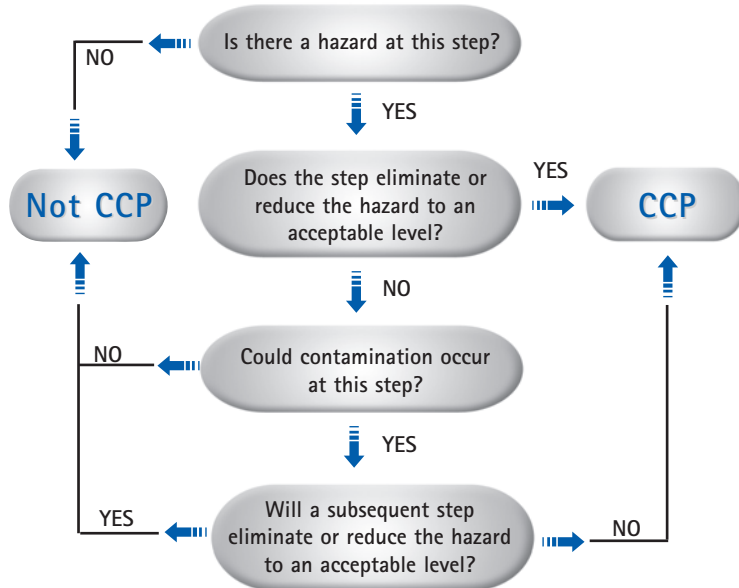 Is there a hazard at this step?
NO
YES
Does the step eliminate or
reduce the hazard to an
acceptable level?
YES
Not CCP
CCP
NO
Could contamination occur
at this step?
NO
YES
Will a subsequent step
eliminate or reduce the hazard
to an acceptable level?
YES
NO